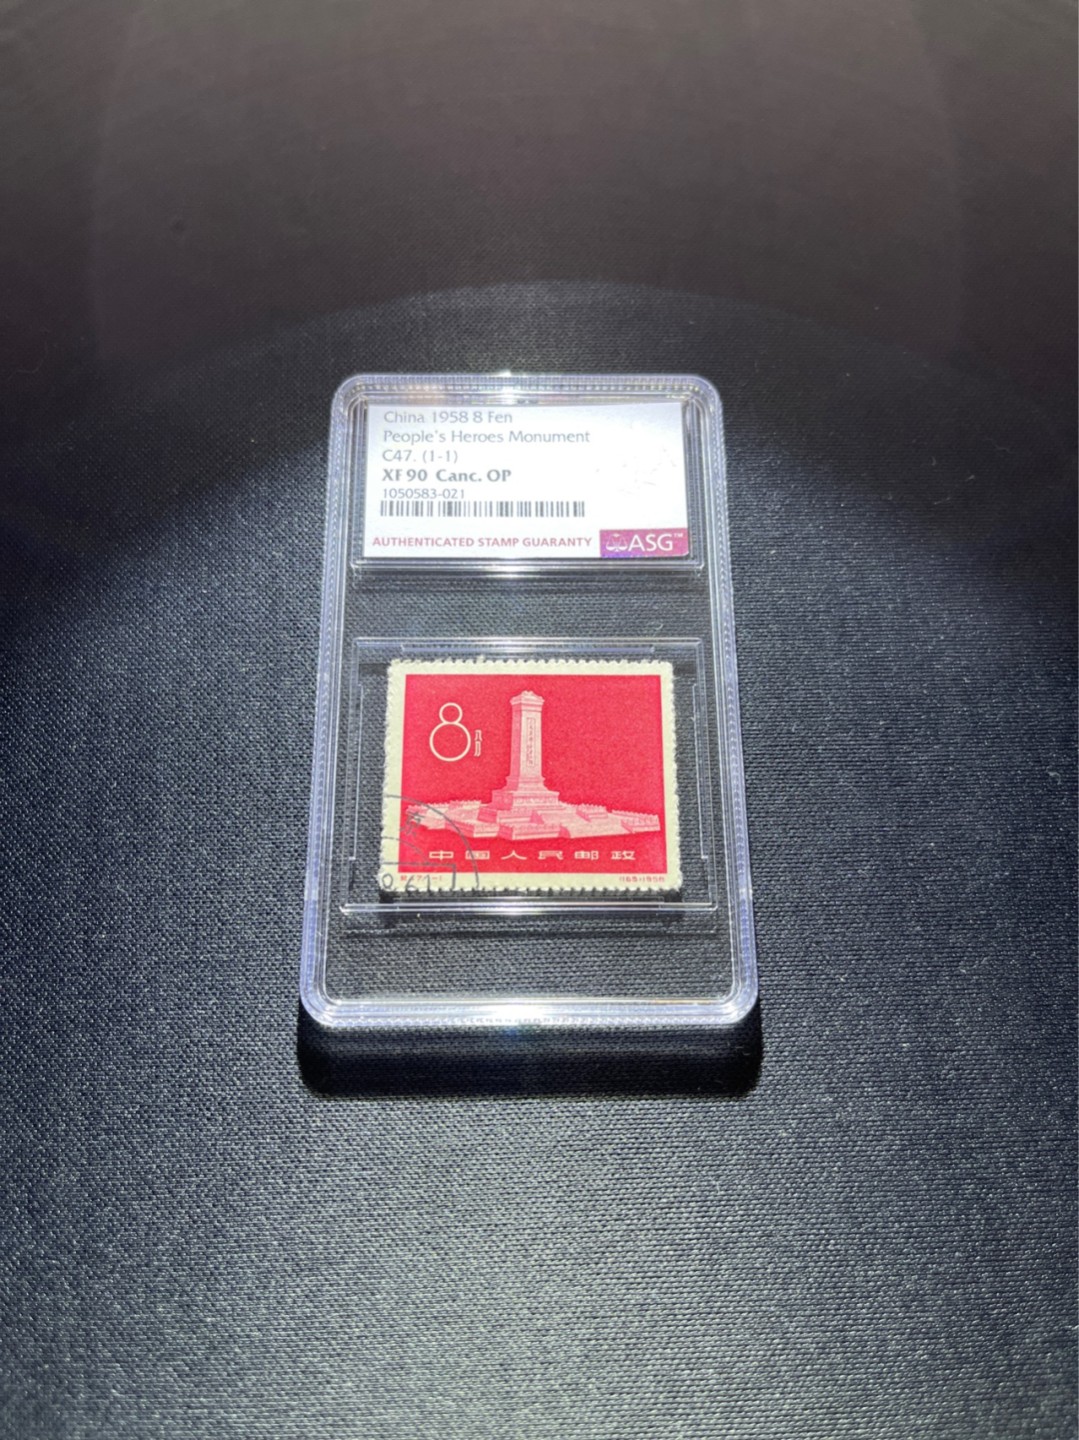 China 1958 8 Fen
People's Heroes Monument
C47. (1-1)
XF 90 Canc. OP
1050583-021
AUTHENTICATED STAMP GUARANTY ASG™
8分
中国人民邮政